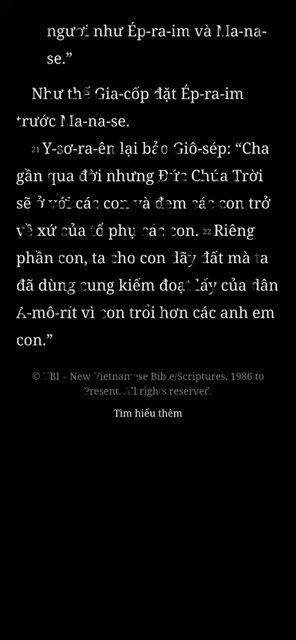 ngươi như Ép-ra-im và Ma-na-
se.”
Như thế Gia-cốp đặt Ép-ra-im
trước Ma-na-se.
21 Y-sơ-ra-ên lại bảo Giô-sép: “Cha
gần qua đời nhưng Đức Chúa Trời
sẽ ở với các con và đem các con trở
về xứ của tổ phụ các con. 22 Riêng
phần con, ta cho con dãy đất mà ta
đã dùng cung kiếm đoạt lấy của dân
A-mô-rít vì con trổi hơn các anh em
con.”
© VBI – New Vietnamese Bible/Scriptures, 1986 to
Present. All rights reserved.
Tìm hiểu thêm